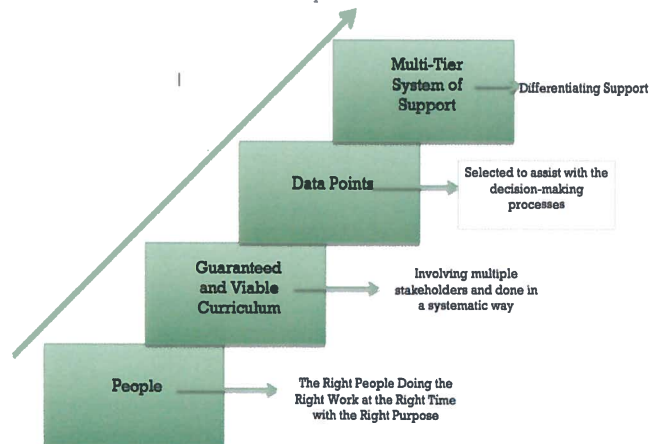 Multi-Tier
System of
Support
Differentiating Support
Data Points
Selected to assist with the
decision-making
processes
Guaranteed
and Viable
Curriculum
Involving multiple
stakeholders and done in
a systematic way
People
The Right People Doing the
Right Work at the Right Time
with the Right Purpose